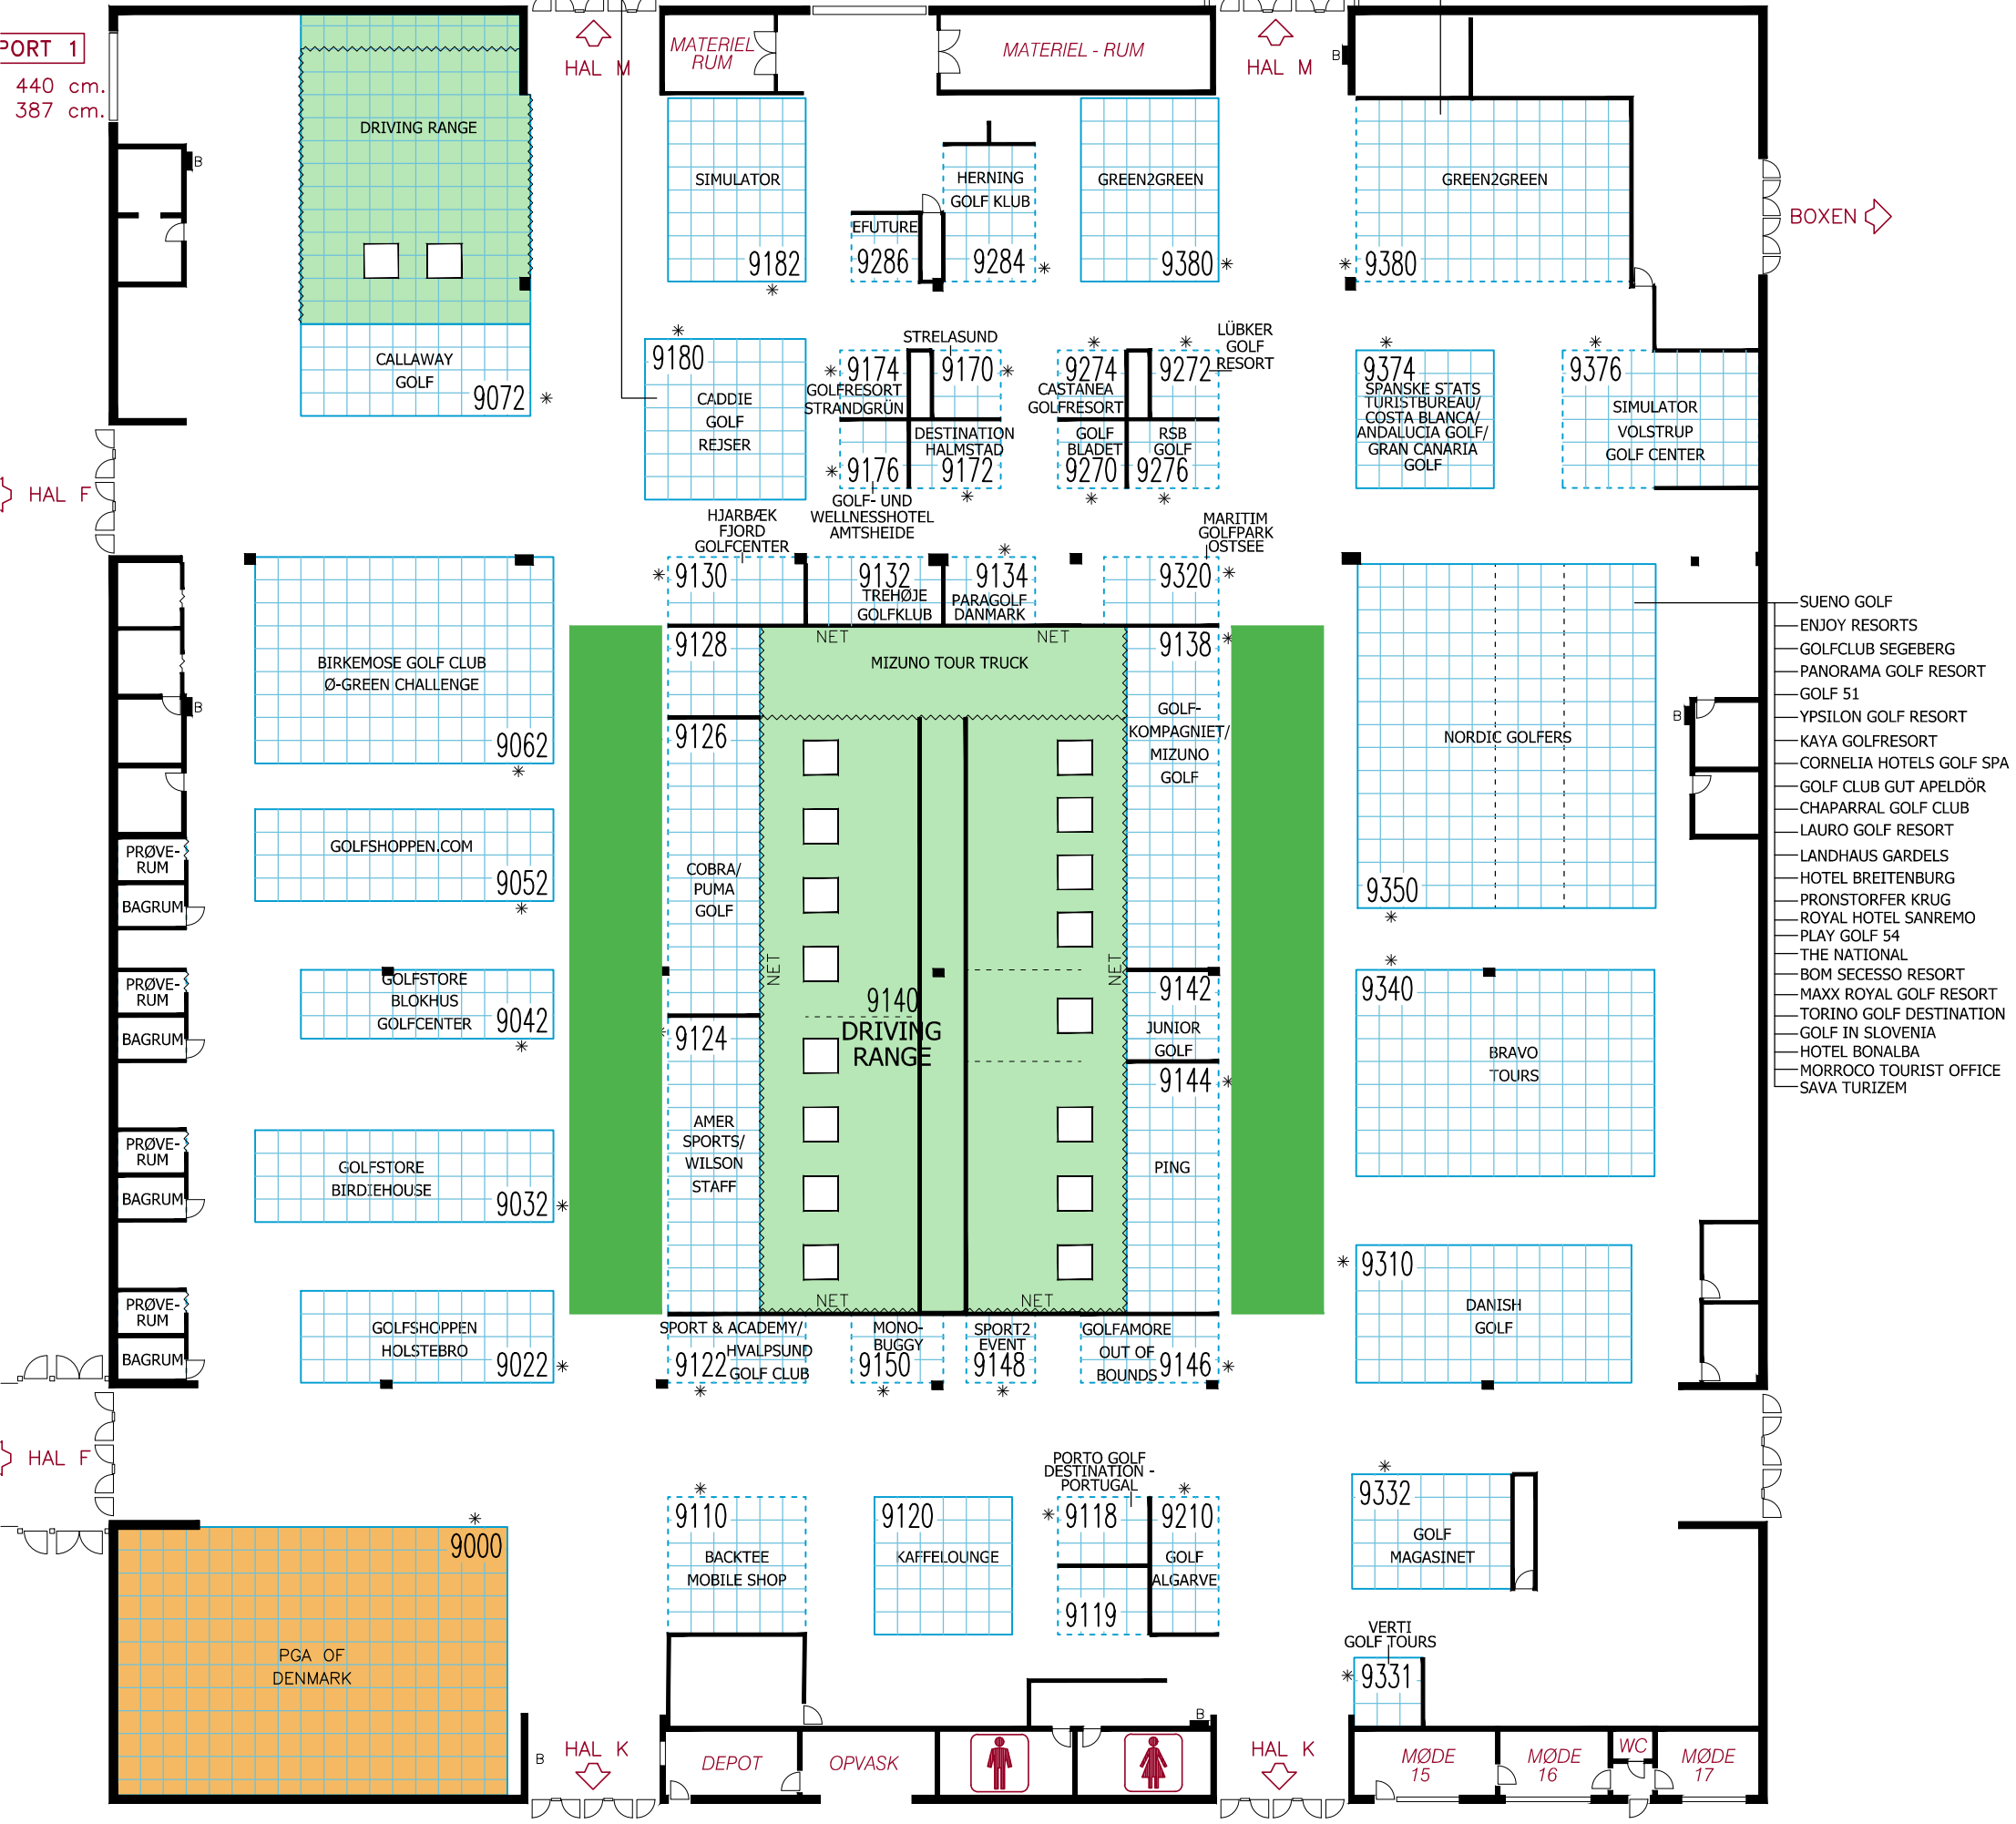 PORT 1
440 cm.
387 cm.
HAL M
MATERIEL
RUM
MATERIEL - RUM
HAL M
B
DRIVING RANGE
B
SIMULATOR
9182
EFUTURE
9286
HERNING
GOLF KLUB
9284
GREEN2GREEN
9380
GREEN2GREEN
9380
BOXEN
CALLAWAY
GOLF
9072
9180
CADDIE
GOLF
REJSER
STRELASUND
9174
GOLFRESORT
STRANDGRÜN
9170
9176
DESTINATION
HALMSTAD
9172
GOLF- UND
WELLNESSHOTEL
AMTSHEIDE
9274
CASTANEA
GOLFRESORT
9272
LÜBKER
GOLF
RESORT
GOLF
BLADET
9270
RSB
GOLF
9276
9374
SPANSKE STATS
TURISTBUREAU/
COSTA BLANCA/
ANDALUCIA GOLF/
GRAN CANARIA
GOLF
9376
SIMULATOR
VOLSTRUP
GOLF CENTER
HAL F
HJARBÆK
FJORD
GOLFCENTER
9130
9132
TREHØJE
GOLFKLUB
9134
PARAGOLF
DANMARK
MARITIM
GOLFPARK
OSTSEE
9320
BIRKEMOSE GOLF CLUB
Ø-GREEN CHALLENGE
9062
B
9128
NET
NET
MIZUNO TOUR TRUCK
9138
GOLF-
KOMPAGNIET/
MIZUNO
GOLF
9126
COBRA/
PUMA
GOLF
NORDIC GOLFERS
9350
B
SUENO GOLF
ENJOY RESORTS
GOLFCLUB SEGEBERG
PANORAMA GOLF RESORT
GOLF 51
YPSILON GOLF RESORT
KAYA GOLFRESORT
CORNELIA HOTELS GOLF SPA
GOLF CLUB GUT APELDÖR
CHAPARRAL GOLF CLUB
LAURO GOLF RESORT
LANDHAUS GARDELS
HOTEL BREITENBURG
PRONSTORFER KRUG
ROYAL HOTEL SANREMO
PLAY GOLF 54
THE NATIONAL
BOM SECESSO RESORT
MAXX ROYAL GOLF RESORT
TORINO GOLF DESTINATION
GOLF IN SLOVENIA
HOTEL BONALBA
MORROCO TOURIST OFFICE
SAVA TURIZEM
GOLFSHOPPEN.COM
9052
PRØVE-
RUM
BAGRUM
GOLFSTORE
BLOKHUS
GOLFCENTER
9042
PRØVE-
RUM
BAGRUM
NET
NET
9140
DRIVING
RANGE
9142
JUNIOR
GOLF
9124
AMER
SPORTS/
WILSON
STAFF
9144
PING
9340
BRAVO
TOURS
GOLFSTORE
BIRDIEHOUSE
9032
PRØVE-
RUM
BAGRUM
9310
DANISH
GOLF
PRØVE-
RUM
BAGRUM
GOLFSHOPPEN
HOLSTEBRO
9022
NET
NET
SPORT & ACADEMY/
HVALPSUND
GOLF CLUB
9122
MONO-
BUGGY
9150
SPORT2
EVENT
9148
GOLFAMORE
OUT OF
BOUNDS
9146
HAL F
9000
PGA OF
DENMARK
9110
BACKTEE
MOBILE SHOP
9120
KAFFELOUNGE
PORTO GOLF
DESTINATION -
PORTUGAL
9118
9119
9210
GOLF
ALGARVE
9332
GOLF
MAGASINET
VERTI
GOLF TOURS
9331
B
HAL K
DEPOT
OPVASK
B
HAL K
MØDE
15
MØDE
16
WC
MØDE
17